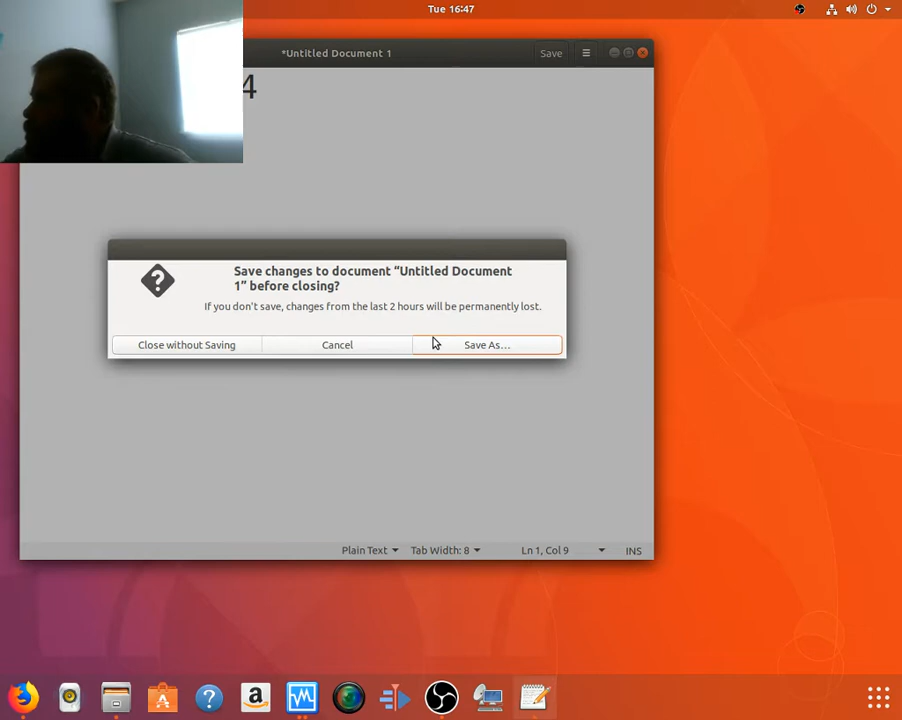 Tue 16:47
*Untitled Document 1
Save
4
Save changes to document “Untitled Document
1” before closing?
If you don't save, changes from the last 2 hours will be permanently lost.
Close without Saving
Cancel
Save As...
Plain Text
Tab Width: 8
Ln 1, Col 9
INS